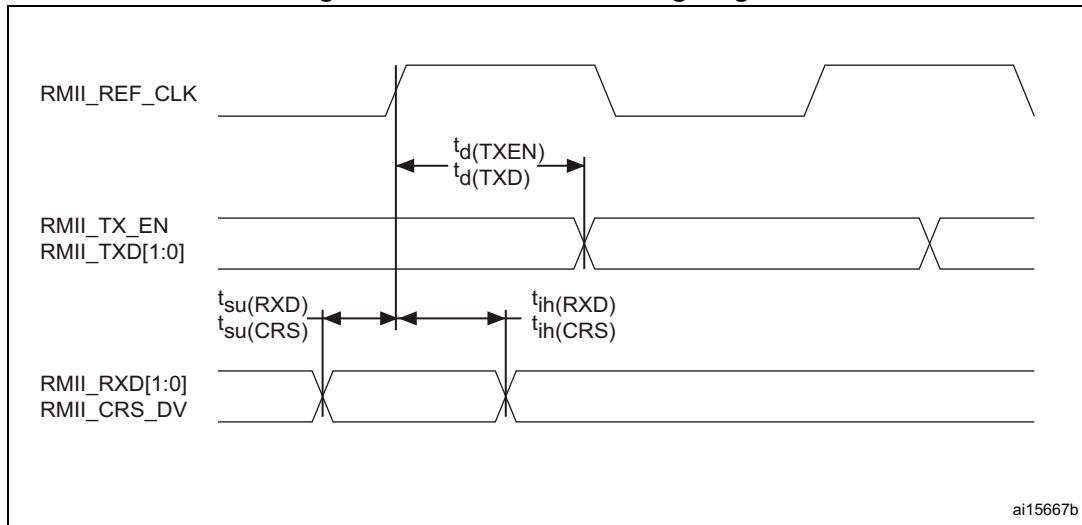 RMII_REF_CLK
td(TXEN)
td(TXD)
RMII_TX_EN
RMII_TXD[1:0]
tsu(RXD)
tsu(CRS)
tih(RXD)
tih(CRS)
RMII_RXD[1:0]
RMII_CRS_DV
ai15667b